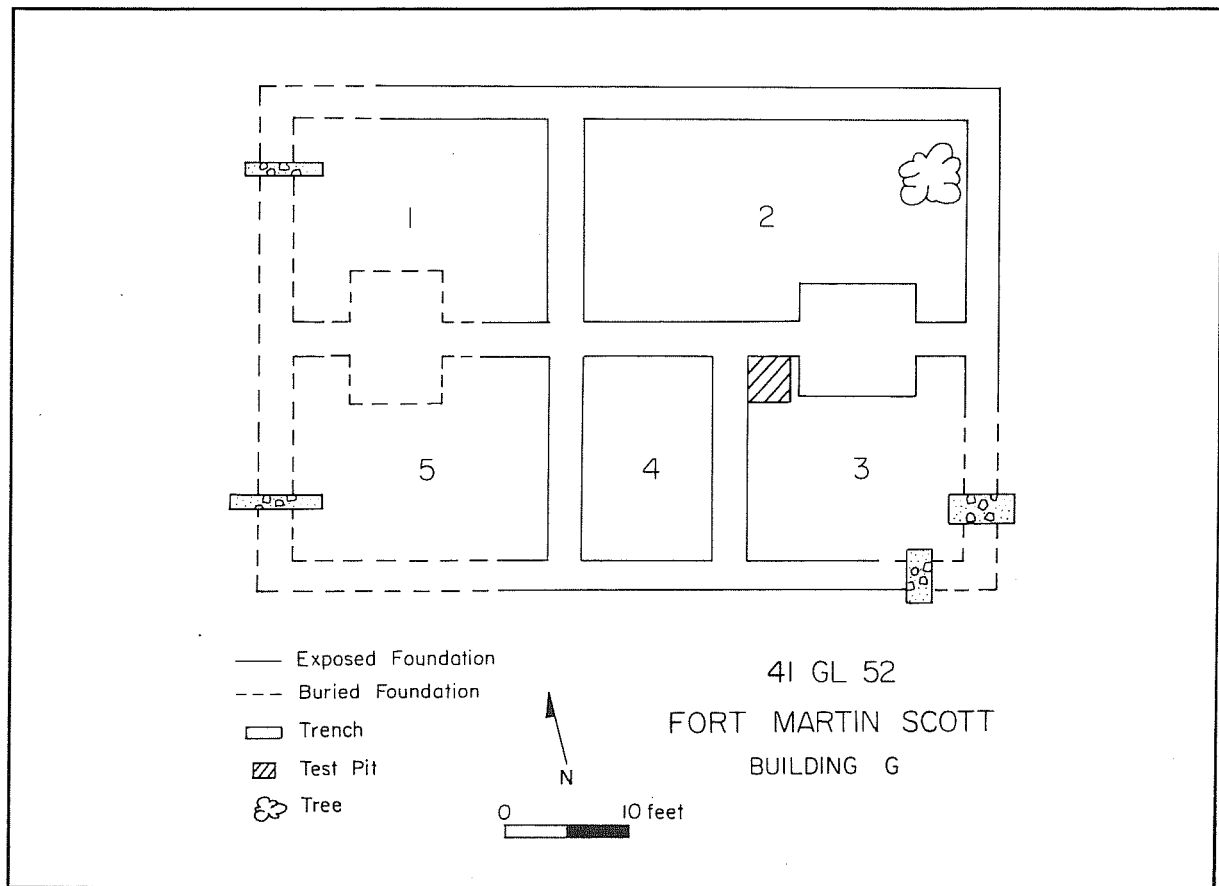 1
2
5
4
3
Exposed Foundation
Buried Foundation
Trench
Test Pit
Tree
N
0 10 feet
41 GL 52
FORT MARTIN SCOTT
BUILDING G